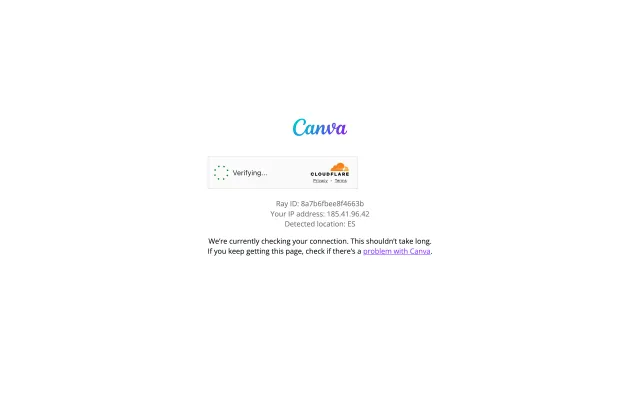 Canva
Verifying...
CLOUDFLARE
Privacy • Terms
Ray ID: 8a7b6fbee8f4663b
Your IP address: 185.41.96.42
Detected location: ES
We're currently checking your connection. This shouldn't take long.
If you keep getting this page, check if there's a problem with Canva.